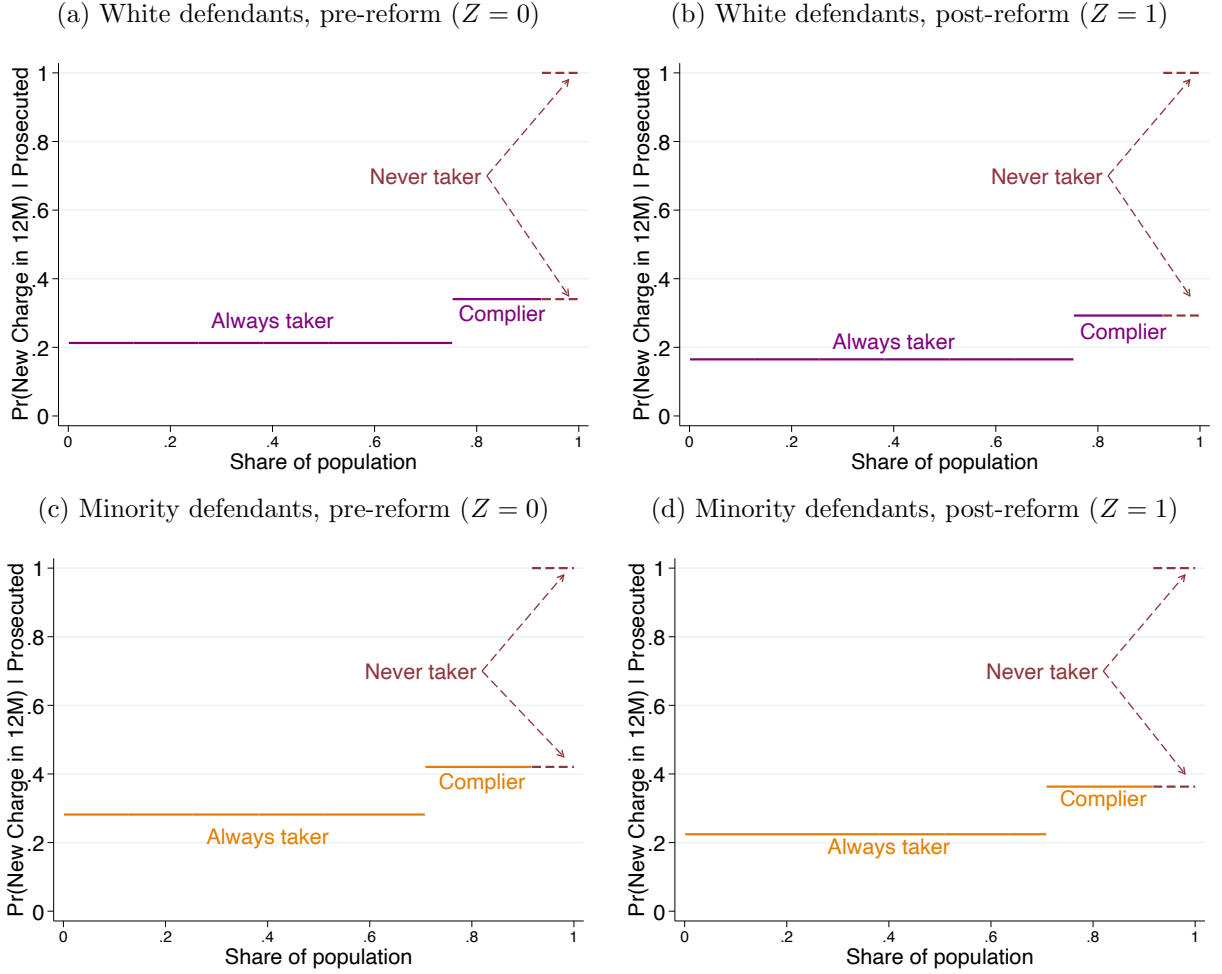 (a) White defendants, pre-reform (Z = 0)
Pr(New Charge in 12M) | Prosecuted
1
.8
.6
.4
.2
0
Never taker
Always taker
Complier
0 .2 .4 .6 .8 1
Share of population
(b) White defendants, post-reform (Z = 1)
Pr(New Charge in 12M) | Prosecuted
1
.8
.6
.4
.2
0
Never taker
Always taker
Complier
0 .2 .4 .6 .8 1
Share of population
(c) Minority defendants, pre-reform (Z = 0)
Pr(New Charge in 12M) | Prosecuted
1
.8
.6
.4
.2
0
Never taker
Complier
Always taker
0 .2 .4 .6 .8 1
Share of population
(d) Minority defendants, post-reform (Z = 1)
Pr(New Charge in 12M) | Prosecuted
1
.8
.6
.4
.2
0
Never taker
Complier
Always taker
0 .2 .4 .6 .8 1
Share of population